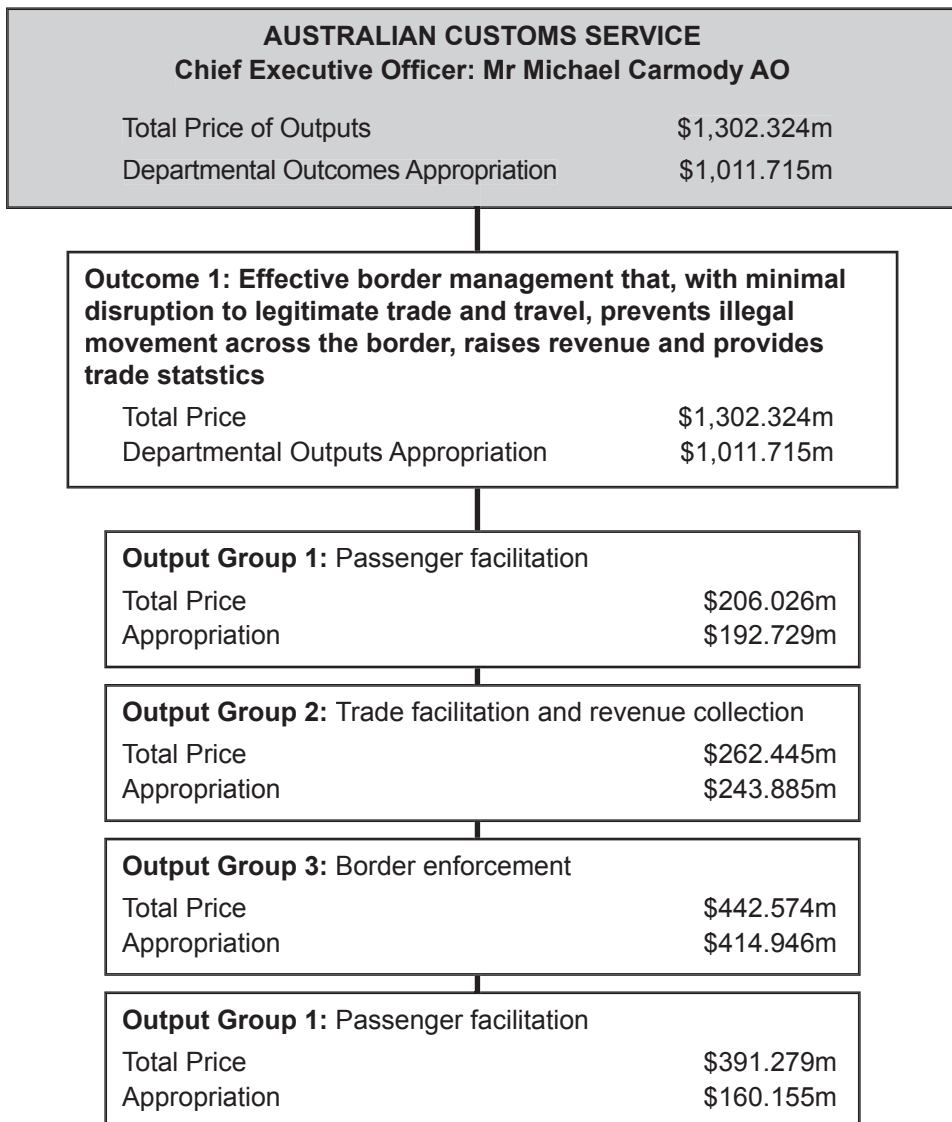 AUSTRALIAN CUSTOMS SERVICE
Chief Executive Officer: Mr Michael Carmody AO
Total Price of Outputs $1,302.324m
Departmental Outcomes Appropriation $1,011.715m
Outcome 1: Effective border management that, with minimal
disruption to legitimate trade and travel, prevents illegal
movement across the border, raises revenue and provides
trade statstics
Total Price $1,302.324m
Departmental Outputs Appropriation $1,011.715m
Output Group 1: Passenger facilitation
Total Price $206.026m
Appropriation $192.729m
Output Group 2: Trade facilitation and revenue collection
Total Price $262.445m
Appropriation $243.885m
Output Group 3: Border enforcement
Total Price $442.574m
Appropriation $414.946m
Output Group 1: Passenger facilitation
Total Price $391.279m
Appropriation $160.155m